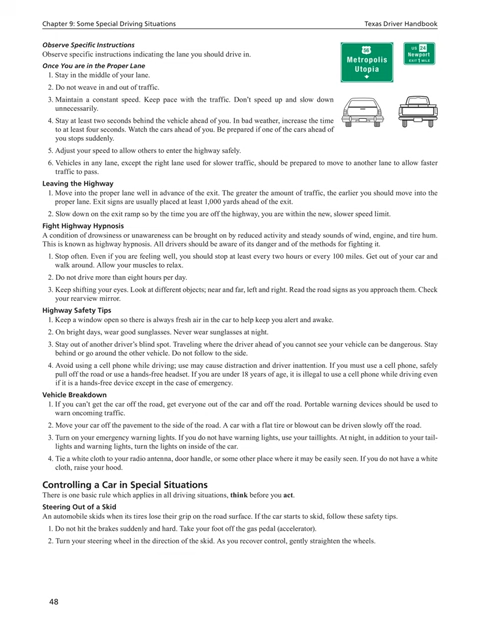 Chapter 9: Some Special Driving Situations
Texas Driver Handbook
Observe Specific Instructions
Observe specific instructions indicating the lane you should drive in.
Once You are in the Proper Lane
1. Stay in the middle of your lane.
2. Do not weave in and out of traffic.
3. Maintain a constant speed. Keep pace with the traffic. Don't speed up and slow down
unnecessarily.
4. Stay at least two seconds behind the vehicle ahead of you. In bad weather, increase the time
to at least four seconds. Watch the cars ahead of you. Be prepared if one of the cars ahead of
you stops suddenly.
5. Adjust your speed to allow others to enter the highway safely.
6. Vehicles in any lane, except the right lane used for slower traffic, should be prepared to move to another lane to allow faster
traffic to pass.
56
Metropolis
Utopia
US 24
Newport
EXIT 1 MILE
Leaving the Highway
1. Move into the proper lane well in advance of the exit. The greater the amount of traffic, the earlier you should move into the
proper lane. Exit signs are usually placed at least 1,000 yards ahead of the exit.
2. Slow down on the exit ramp so by the time you are off the highway, you are within the new, slower speed limit.
Fight Highway Hypnosis
A condition of drowsiness or unawareness can be brought on by reduced activity and steady sounds of wind, engine, and tire hum.
This is known as highway hypnosis. All drivers should be aware of its danger and of the methods for fighting it.
1. Stop often. Even if you are feeling well, you should stop at least every two hours or every 100 miles. Get out of your car and
walk around. Allow your muscles to relax.
2. Do not drive more than eight hours per day.
3. Keep shifting your eyes. Look at different objects; near and far, left and right. Read the road signs as you approach them. Check
your rearview mirror.
Highway Safety Tips
1. Keep a window open so there is always fresh air in the car to help keep you alert and awake.
2. On bright days, wear good sunglasses. Never wear sunglasses at night.
3. Stay out of another driver's blind spot. Traveling where the driver ahead of you cannot see your vehicle can be dangerous. Stay
behind or go around the other vehicle. Do not follow to the side.
4. Avoid using a cell phone while driving; use may cause distraction and driver inattention. If you must use a cell phone, safely
pull off the road or use a hands-free headset. If you are under 18 years of age, it is illegal to use a cell phone while driving even
if it is a hands-free device except in the case of emergency.
Vehicle Breakdown
1. If you can't get the car off the road, get everyone out of the car and off the road. Portable warning devices should be used to
warn oncoming traffic.
2. Move your car off the pavement to the side of the road. A car with a flat tire or blowout can be driven slowly off the road.
3. Turn on your emergency warning lights. If you do not have warning lights, use your taillights. At night, in addition to your tail-
lights and warning lights, turn the lights on inside of the car.
4. Tie a white cloth to your radio antenna, door handle, or some other place where it may be easily seen. If you do not have a white
cloth, raise your hood.
Controlling a Car in Special Situations
There is one basic rule which applies in all driving situations, think before you act.
Steering Out of a Skid
An automobile skids when its tires lose their grip on the road surface. If the car starts to skid, follow these safety tips.
1. Do not hit the brakes suddenly and hard. Take your foot off the gas pedal (accelerator).
2. Turn your steering wheel in the direction of the skid. As you recover control, gently straighten the wheels.
48